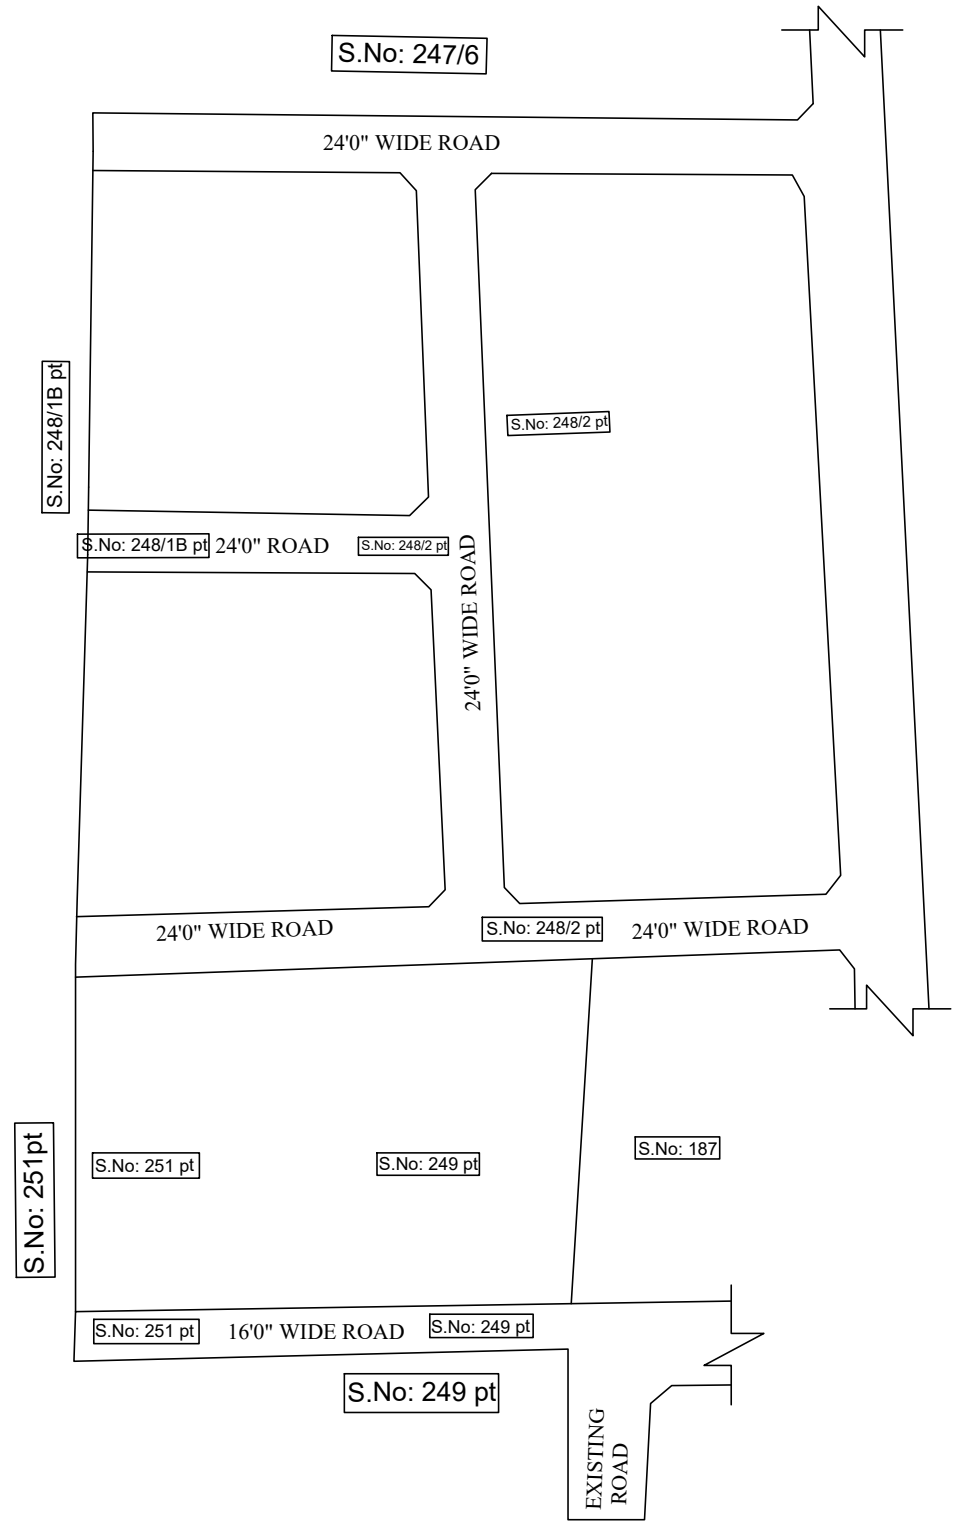 S.No: 247/6
24'0" WIDE ROAD
S.No: 248/1B pt
S.No: 248/2 pt
S.No: 248/1B pt
24'0" ROAD
S.No: 248/2 pt
24'0" WIDE ROAD
24'0" WIDE ROAD
S.No: 248/2 pt
24'0" WIDE ROAD
S.No: 251pt
S.No: 251 pt
S.No: 249 pt
S.No: 187
S.No: 251 pt
16'0" WIDE ROAD
S.No: 249 pt
S.No: 249 pt
EXISTING
ROAD